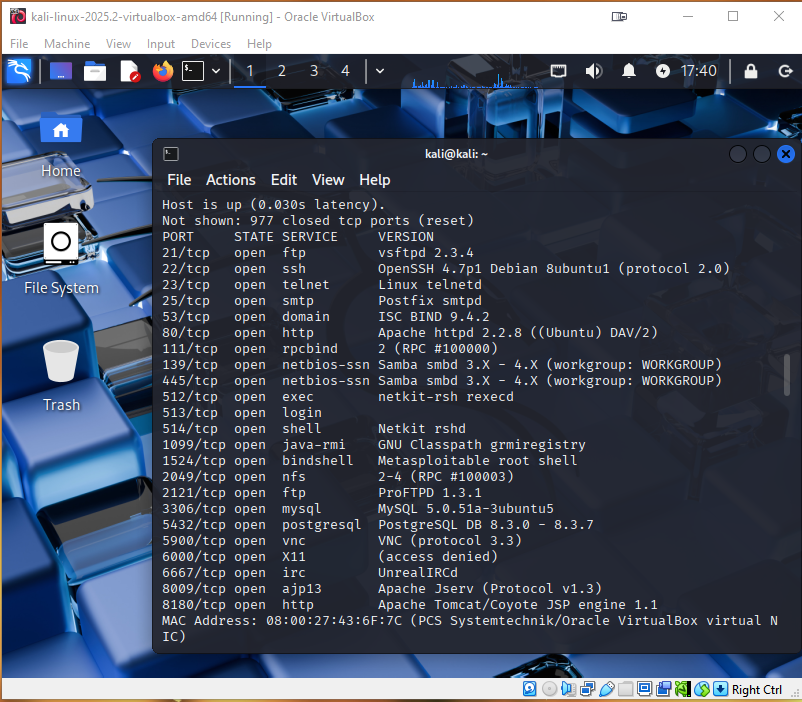 kali-linux-2025.2-virtualbox-amd64 [Running] - Oracle VirtualBox
File Machine View Input Devices Help
1 2 3 4 17:40
Home
File System
Trash
kali@kali: ~
File Actions Edit View Help
Host is up (0.030s latency).
Not shown: 977 closed tcp ports (reset)
PORT     STATE SERVICE     VERSION
21/tcp   open  ftp         vsftpd 2.3.4
22/tcp   open  ssh         OpenSSH 4.7p1 Debian 8ubuntu1 (protocol 2.0)
23/tcp   open  telnet      Linux telnetd
25/tcp   open  smtp        Postfix smtpd
53/tcp   open  domain      ISC BIND 9.4.2
80/tcp   open  http        Apache httpd 2.2.8 ((Ubuntu) DAV/2)
111/tcp  open  rpcbind     2 (RPC #100000)
139/tcp  open  netbios-ssn Samba smbd 3.X - 4.X (workgroup: WORKGROUP)
445/tcp  open  netbios-ssn Samba smbd 3.X - 4.X (workgroup: WORKGROUP)
512/tcp  open  exec        netkit-rsh rexecd
513/tcp  open  login
514/tcp  open  shell       Netkit rshd
1099/tcp open  java-rmi    GNU Classpath grmiregistry
1524/tcp open  bindshell   Metasploitable root shell
2049/tcp open  nfs         2-4 (RPC #100003)
2121/tcp open  ftp         ProFTPD 1.3.1
3306/tcp open  mysql       MySQL 5.0.51a-3ubuntu5
5432/tcp open  postgresql  PostgreSQL DB 8.3.0 - 8.3.7
5900/tcp open  vnc         VNC (protocol 3.3)
6000/tcp open  X11         (access denied)
6667/tcp open  irc         UnrealIRCd
8009/tcp open  ajp13       Apache Jserv (Protocol v1.3)
8180/tcp open  http        Apache Tomcat/Coyote JSP engine 1.1
MAC Address: 08:00:27:43:6F:7C (PCS Systemtechnik/Oracle VirtualBox virtual N
IC)
Right Ctrl